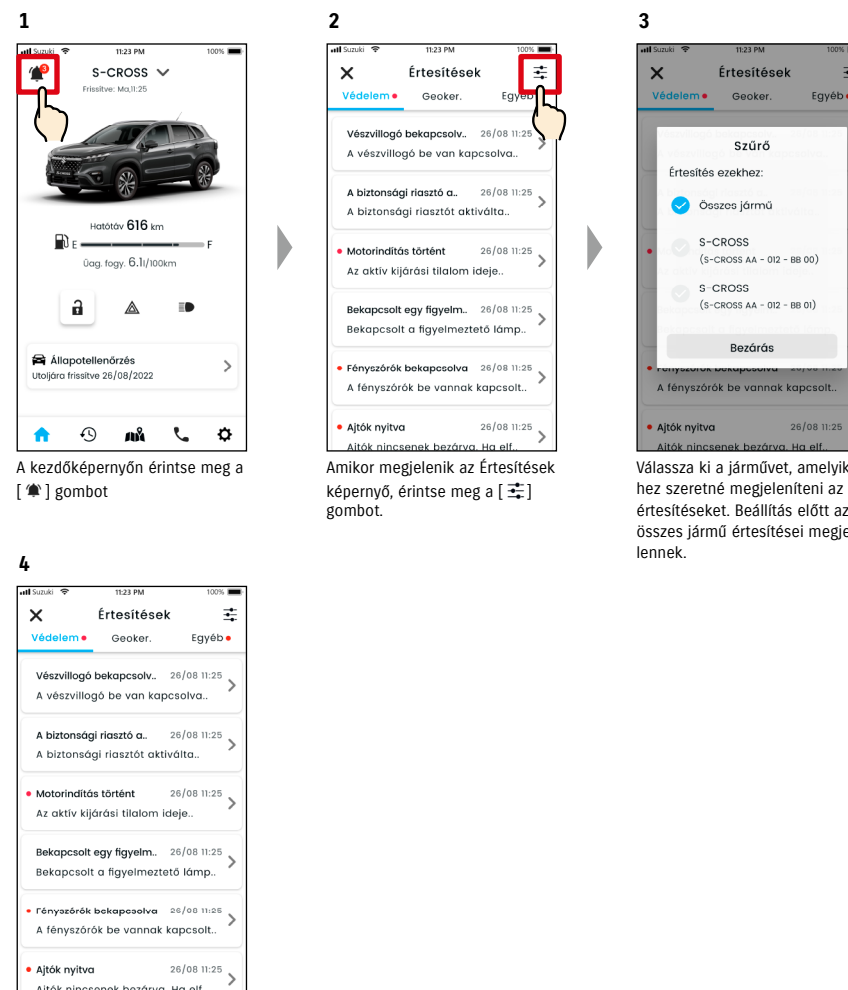 1
Suzuki 11:23 PM 100%
3
S-CROSS
Frissítve: Ma,11:25
Hatótáv 616 km
E F
Üag. fogy. 6.1l/100km
Állapotellenőrzés
Utoljára frissítve 26/08/2022
A kezdőképernyőn érintse meg a
[ ] gombot
2
Suzuki 11:23 PM 100%
Értesítések
Védelem Geoker. Egyéb
Vészvillogó bekapcsolv.. 26/08 11:25
A vészvillogó be van kapcsolva..
A biztonsági riasztó a.. 26/08 11:25
A biztonsági riasztót aktiválta..
Motorindítás történt 26/08 11:25
Az aktív kijárási tilalom ideje..
Bekapcsolt egy figyelm.. 26/08 11:25
Bekapcsolt a figyelmeztető lámp..
Fényszórók bekapcsolva 26/08 11:25
A fényszórók be vannak kapcsolt..
Ajtók nyitva 26/08 11:25
Ajtók nincsenek bezárva. Ha elf..
Amikor megjelenik az Értesítések
képernyő, érintse meg a [ ]
gombot.
3
Suzuki 11:23 PM 100%
Értesítések
Védelem Geoker. Egyéb
Szűrő
Értesítés ezekhez:
Összes jármű
S-CROSS
(S-CROSS AA - 012 - BB 00)
S-CROSS
(S-CROSS AA - 012 - BB 01)
Bezárás
Fényszórók bekapcsolva 26/08 11:25
A fényszórók be vannak kapcsolt..
Ajtók nyitva 26/08 11:25
Ajtók nincsenek bezárva. Ha elf..
Válassza ki a járművet, amelyik
hez szeretné megjeleníteni az
értesítéseket. Beállítás előtt az
összes jármű értesítései megje
lennek.
4
Suzuki 11:23 PM 100%
Értesítések
Védelem Geoker. Egyéb
Vészvillogó bekapcsolv.. 26/08 11:25
A vészvillogó be van kapcsolva..
A biztonsági riasztó a.. 26/08 11:25
A biztonsági riasztót aktiválta..
Motorindítás történt 26/08 11:25
Az aktív kijárási tilalom ideje..
Bekapcsolt egy figyelm.. 26/08 11:25
Bekapcsolt a figyelmeztető lámp..
Fényszórók bekapcsolva 26/08 11:25
A fényszórók be vannak kapcsolt..
Ajtók nyitva 26/08 11:25
Ajtók nincsenek bezárva. Ha elf..